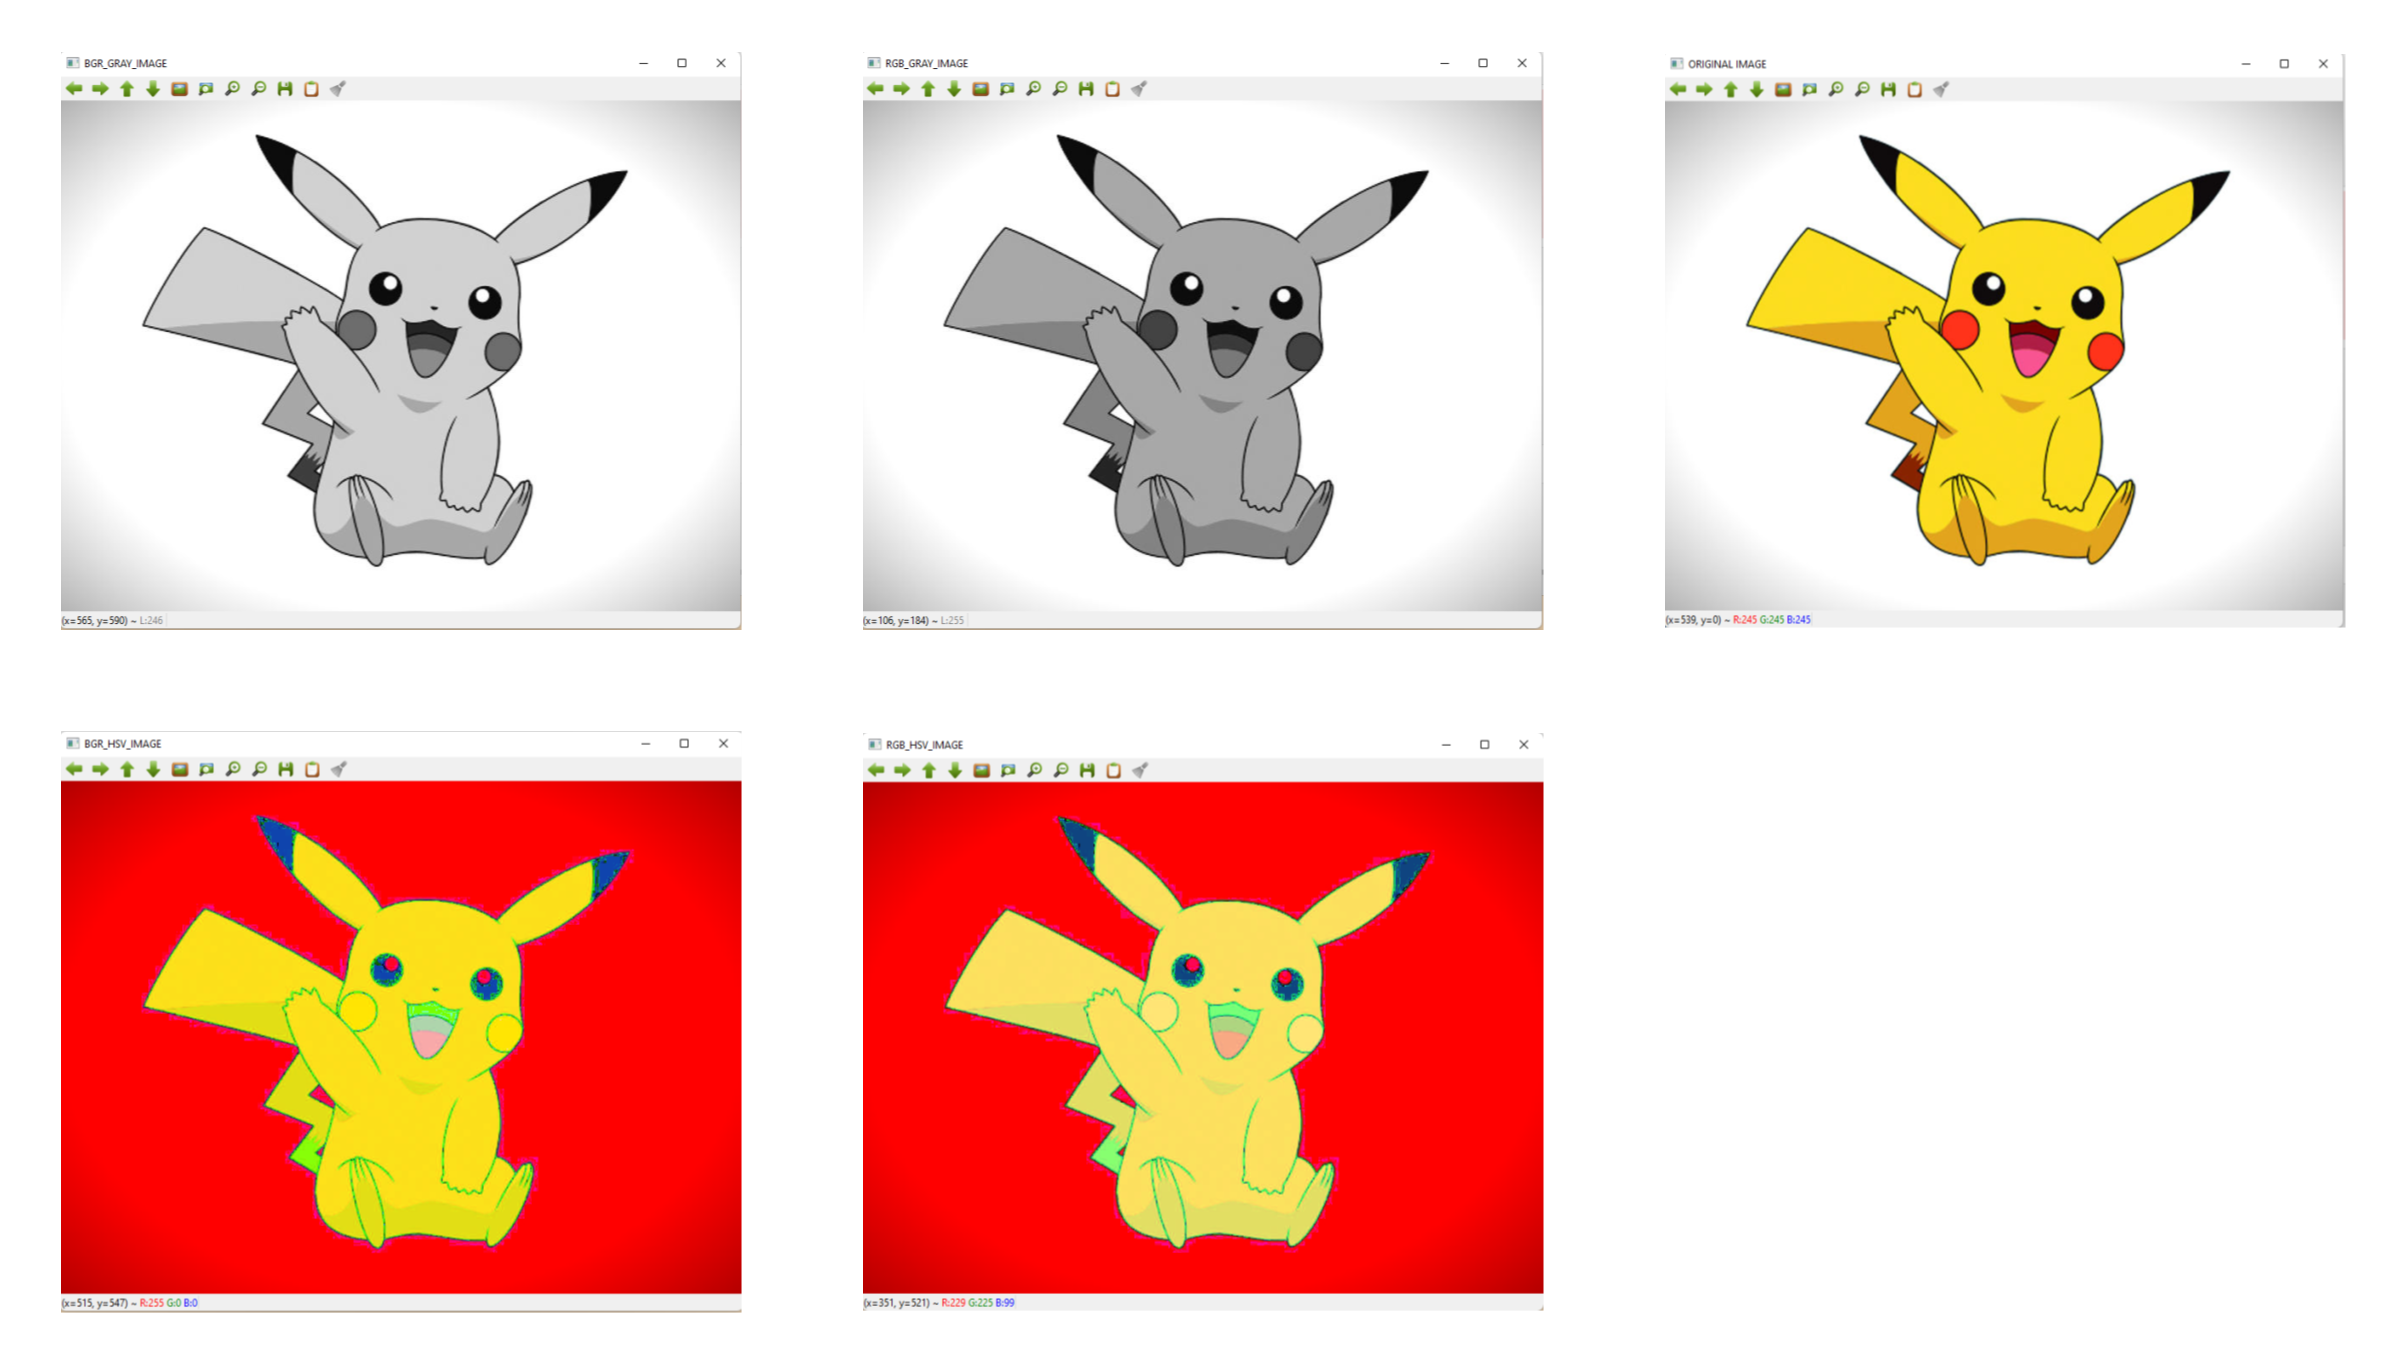 BGR_GRAY_IMAGE
(x=565, y=590) ~ L:246
RGB_GRAY_IMAGE
(x=106, y=184) ~ L:255
ORIGINAL IMAGE
(x=539, y=0) ~ R:245 G:245 B:245
BGR_HSV_IMAGE
(x=515, y=547) ~ R:255 G:0 B:0
RGB_HSV_IMAGE
(x=351, y=521) ~ R:229 G:225 B:99